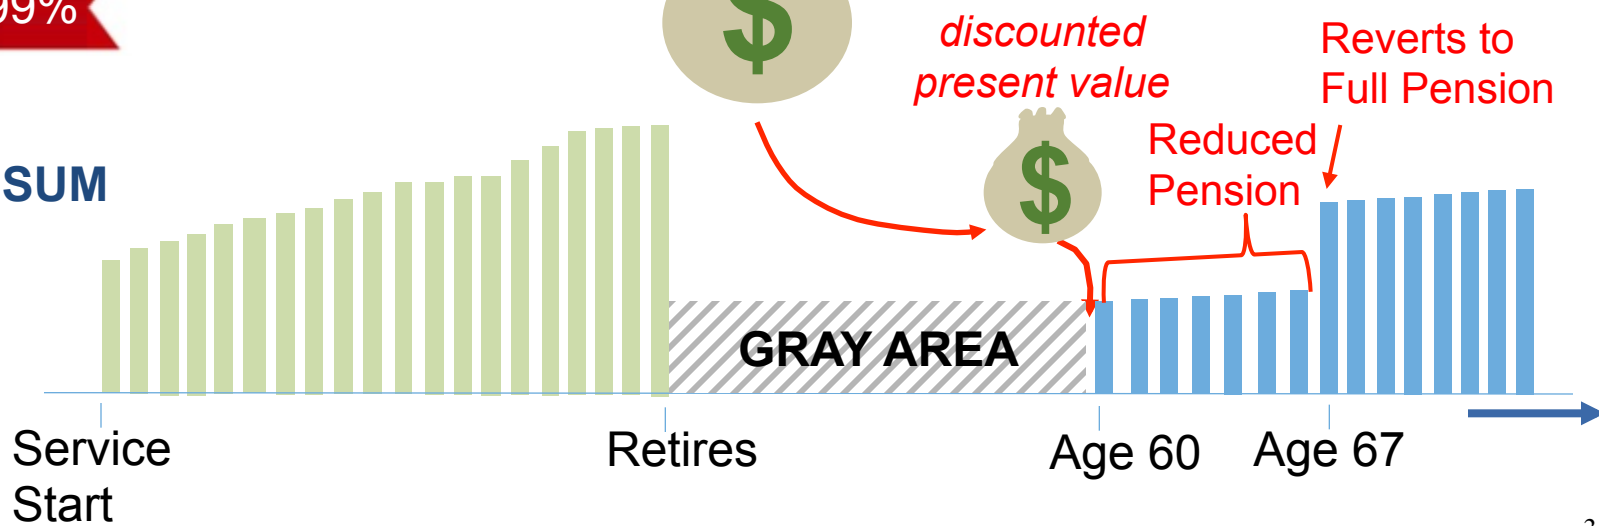 99%
$
discounted
present value
Reverts to
Full Pension
Reduced
Pension
$
SUM
GRAY AREA
Service
Start
Retires
Age 60
Age 67